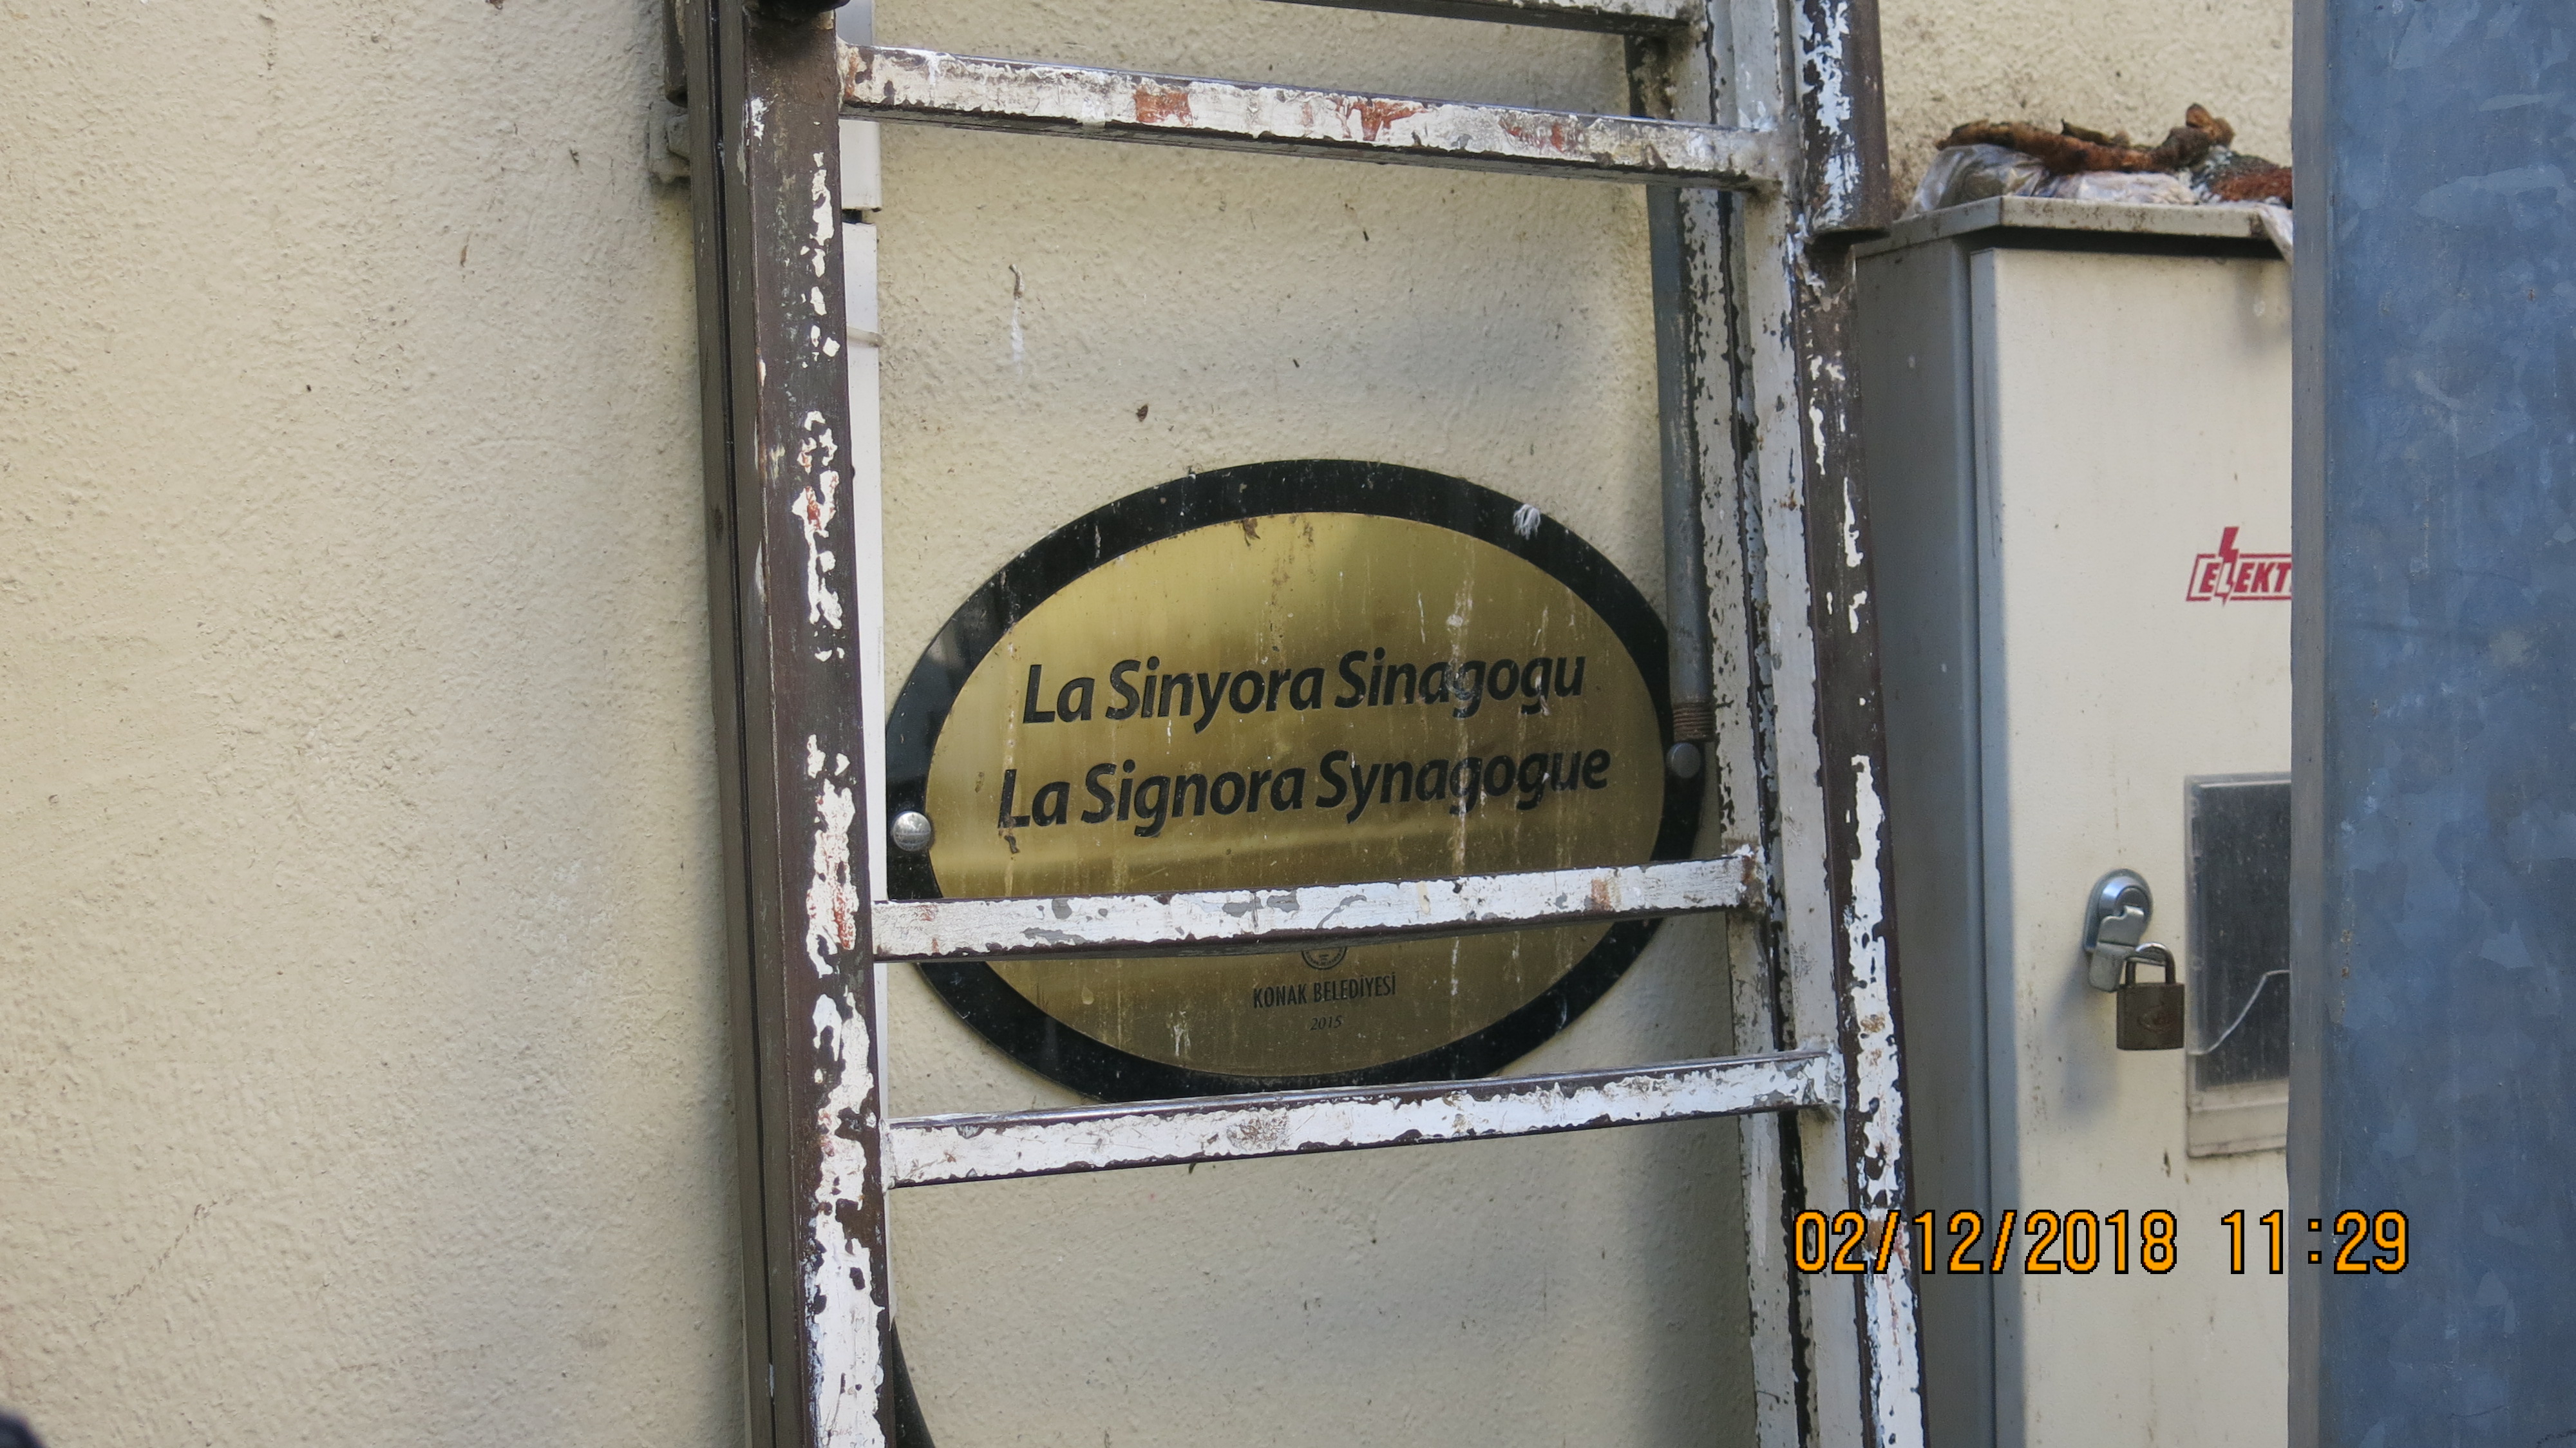 La Sinyora Sinagogu
La Signora Synagogue
KONAK BELEDİYESİ
2015
ELEKT
02/12/2018 11:29